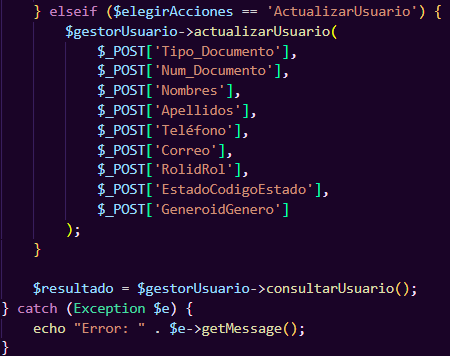 } elseif ($elegirAcciones == 'ActualizarUsuario') {
$gestorUsuario->actualizarUsuario(
$_POST['Tipo_Documento'],
$_POST['Num_Documento'],
$_POST['Nombres'],
$_POST['Apellidos'],
$_POST['Teléfono'],
$_POST['Correo'],
$_POST['RolidRol'],
$_POST['EstadoCodigoEstado'],
$_POST['GeneroidGenero']
);
}
$resultado = $gestorUsuario->consultarUsuario();
} catch (Exception $e) {
echo "Error: " . $e->getMessage();
}